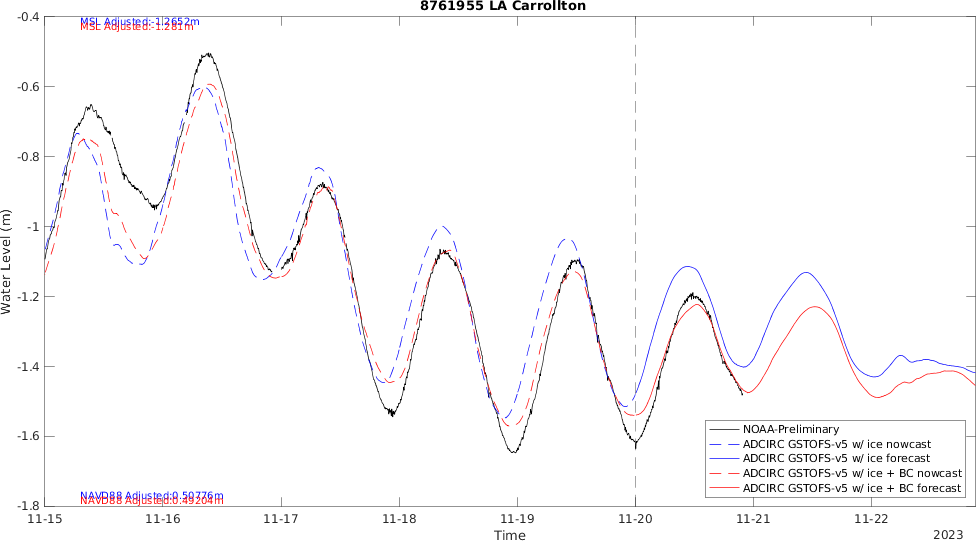 8761955 LA Carrollton
MSL Adjusted:-1.2652m
MSL Adjusted:-1.281m
-0.4
-0.6
-0.8
-1
-1.2
-1.4
-1.6
-1.8
Water Level (m)
NOAA-Preliminary
ADCIRC GSTOFS-v5 w/ ice nowcast
ADCIRC GSTOFS-v5 w/ ice forecast
ADCIRC GSTOFS-v5 w/ ice + BC nowcast
ADCIRC GSTOFS-v5 w/ ice + BC forecast
NAVD88 Adjusted:0.50776m
NAVD88 Adjusted:0.49204m
11-15 11-16 11-17 11-18 11-19 11-20 11-21 11-22
Time
2023